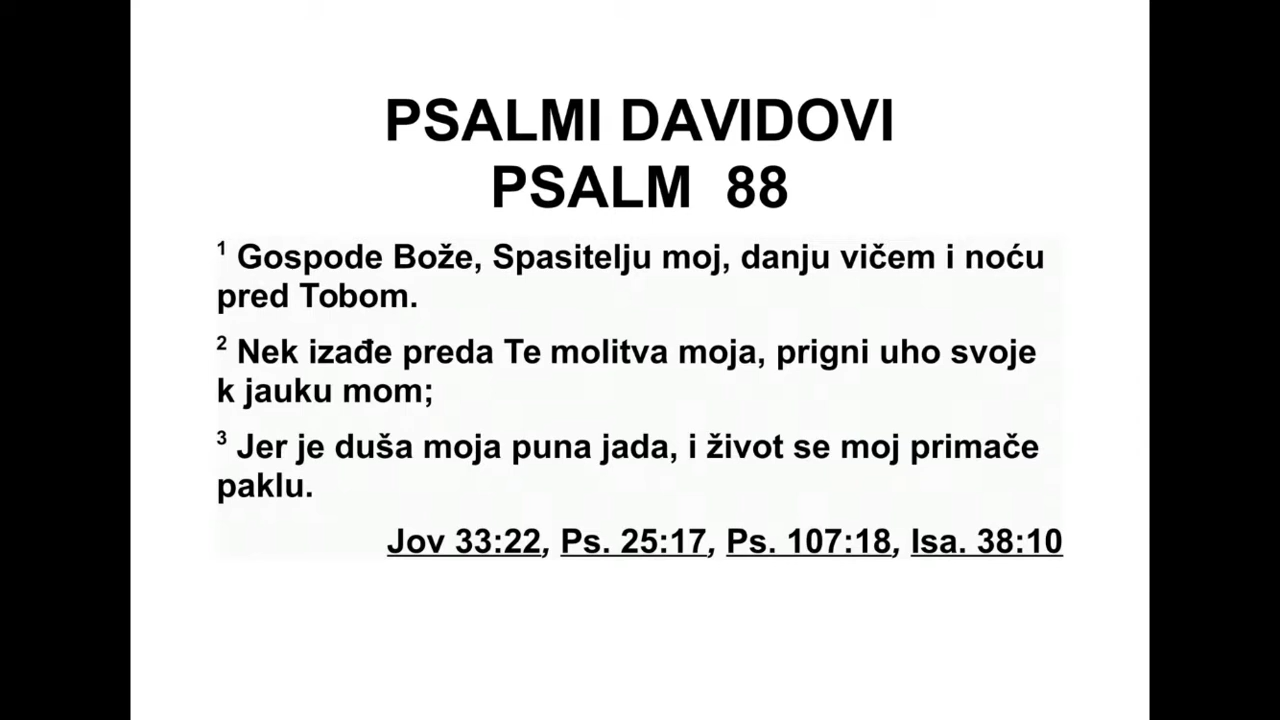 PSALMI DAVIDOVI
PSALM 88
1 Gospode Bože, Spasitelju moj, danju vičem i noću
pred Tobom.
2 Nek izađe preda Te molitva moja, prigni uho svoje
k jauku mom;
3 Jer je duša moja puna jada, i život se moj primače
paklu.
Jov 33:22, Ps. 25:17, Ps. 107:18, Isa. 38:10